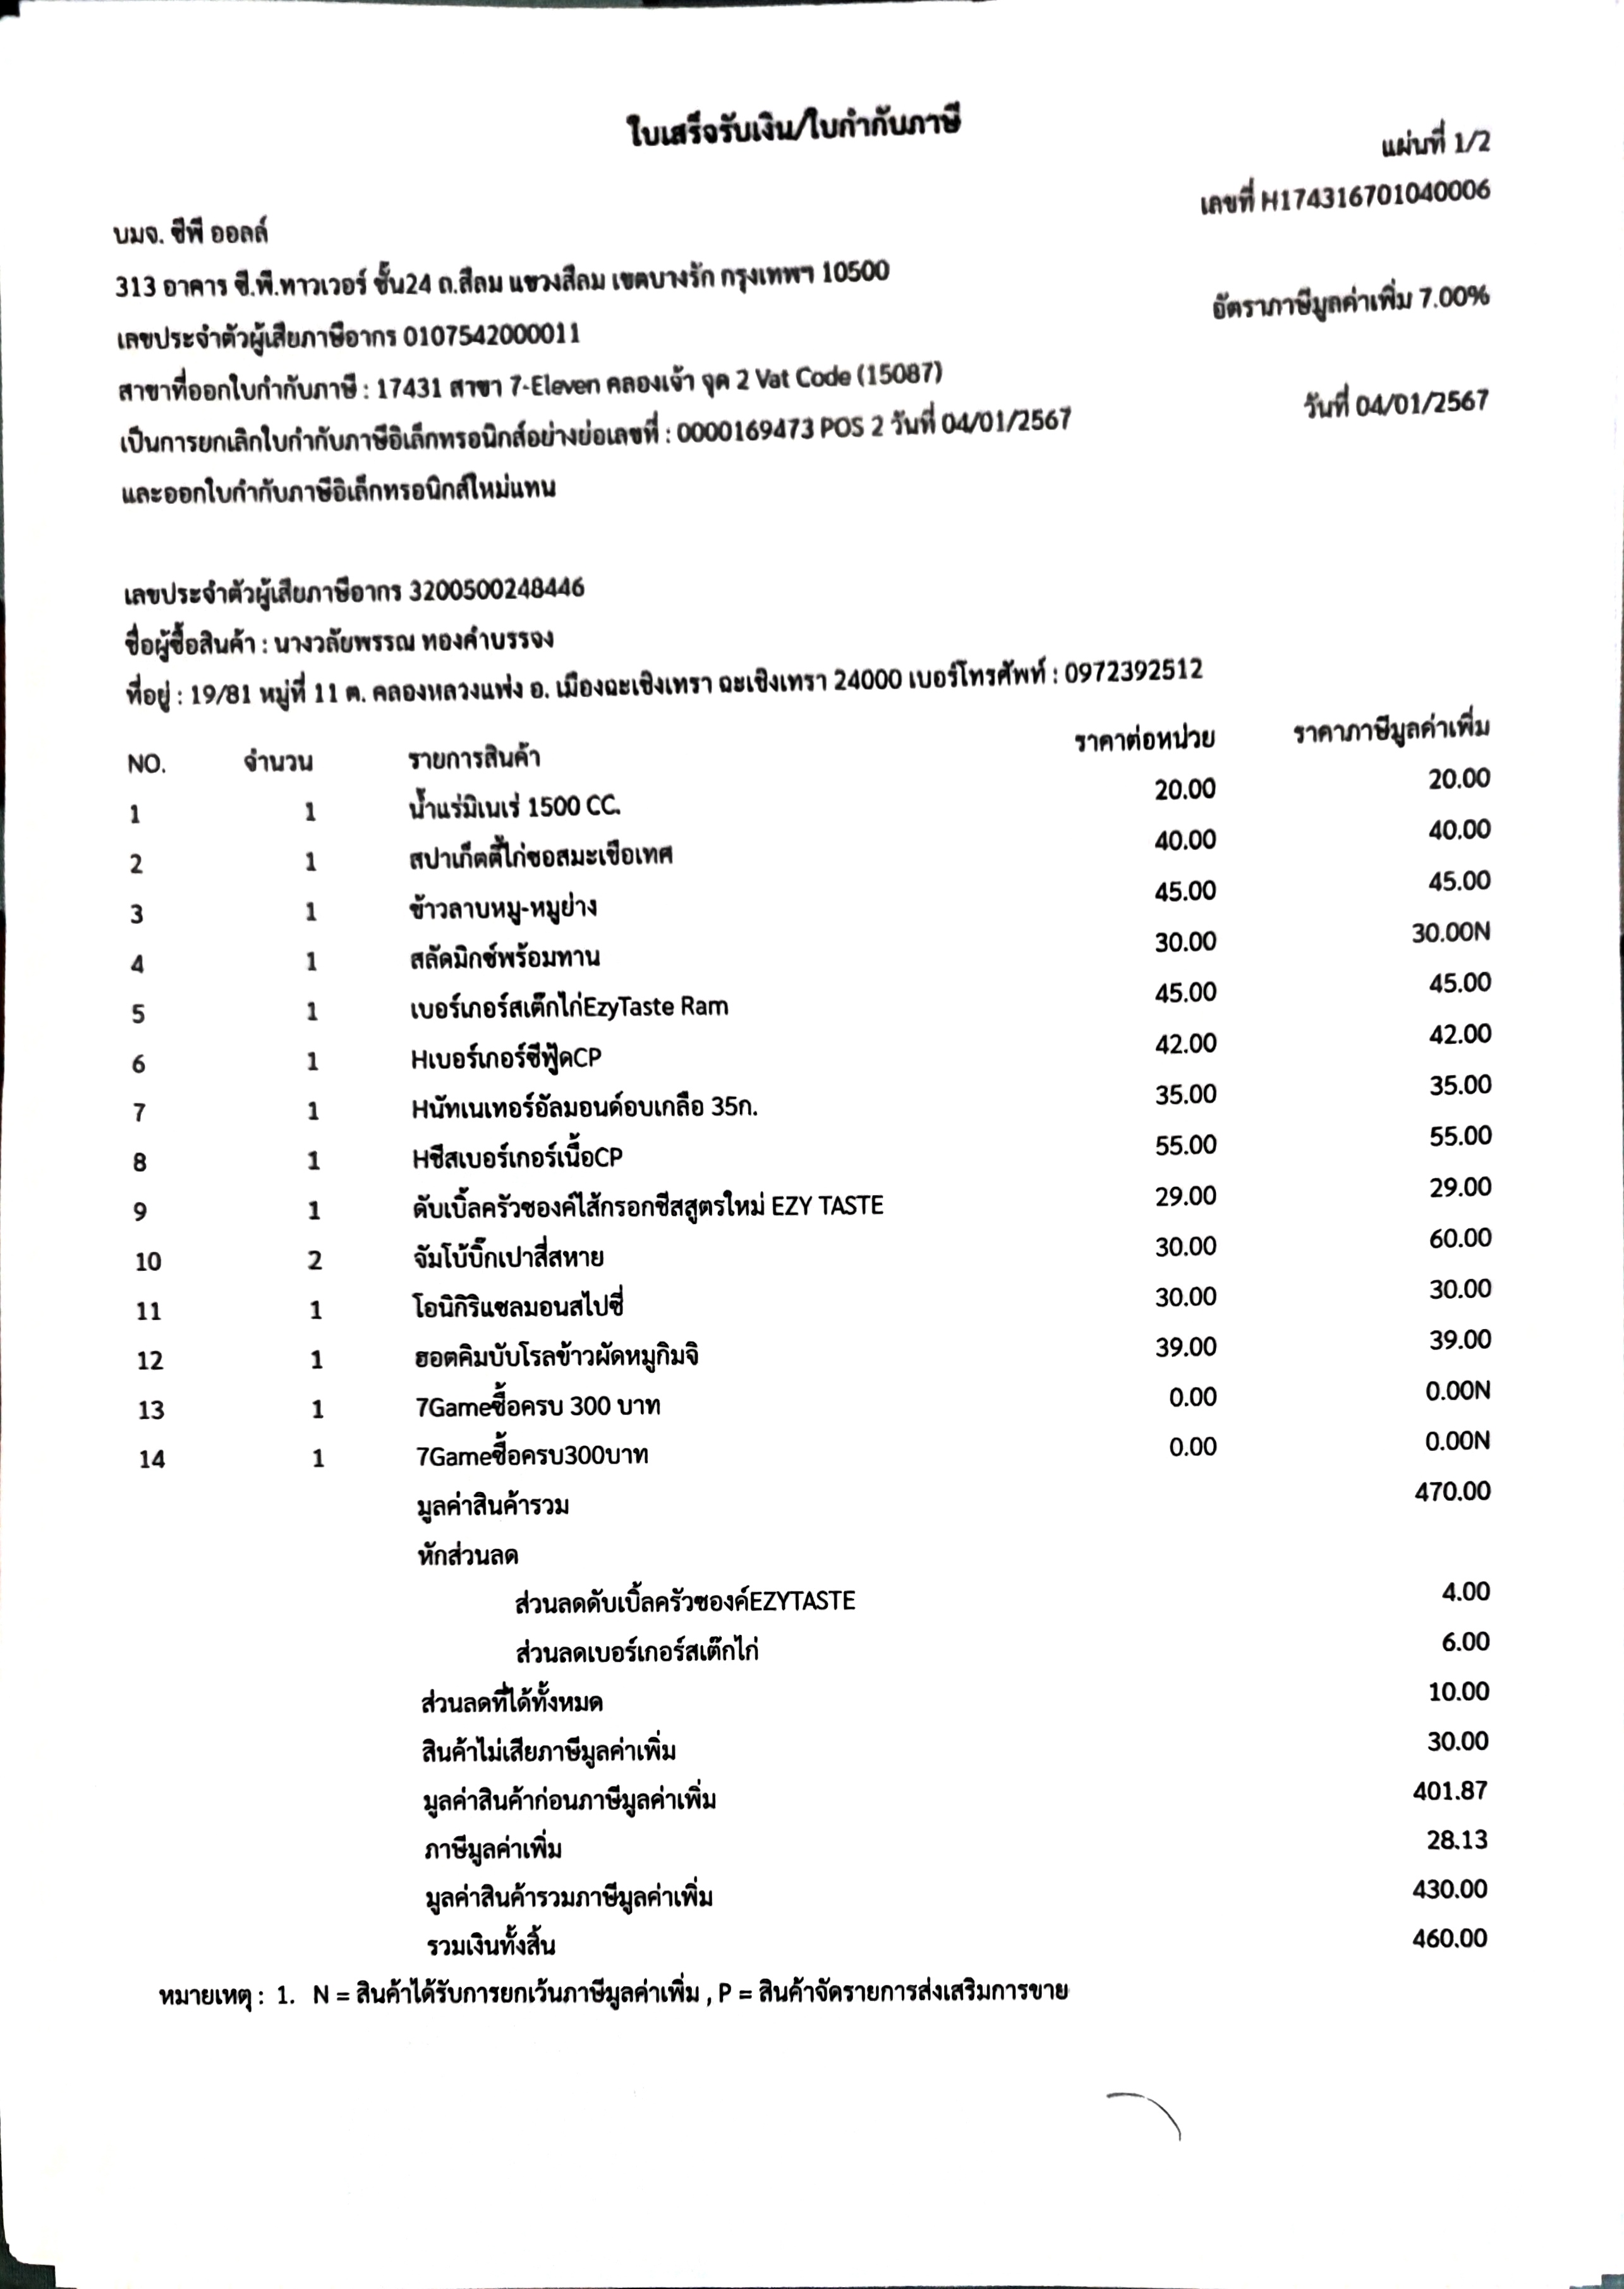 ใบเสร็จรับเงิน/ใบกำกับภาษี
แผ่นที่ 1/2
เลขที่ H174316701040006
บมจ. ซีพี ออลล์
313 อาคาร ซี.พี.ทาวเวอร์ ชั้น24 ถ.สีลม แขวงสีลม เขตบางรัก กรุงเทพฯ 10500
อัตราภาษีมูลค่าเพิ่ม 7.00%
เลขประจำตัวผู้เสียภาษีอากร 0107542000011
สาขาที่ออกใบกำกับภาษี : 17431 สาขา 7-Eleven คลองเจ้า จุด 2 Vat Code (15087)
วันที่ 04/01/2567
เป็นการยกเลิกใบกำกับภาษีอิเล็กทรอนิกส์อย่างย่อเลขที่ : 0000169473 POS 2 วันที่ 04/01/2567
และออกใบกำกับภาษีอิเล็กทรอนิกส์ใหม่แทน
เลขประจำตัวผู้เสียภาษีอากร 3200500248446
ชื่อผู้ซื้อสินค้า : นางวลัยพรรณ ทองคำบรรจง
ที่อยู่ : 19/81 หมู่ที่ 11 ต. คลองหลวงแพ่ง อ. เมืองฉะเชิงเทรา ฉะเชิงเทรา 24000 เบอร์โทรศัพท์ : 0972392512
NO. จำนวน รายการสินค้า ราคาต่อหน่วย ราคาภาษีมูลค่าเพิ่ม
1 1 น้ำแร่มิเนเร่ 1500 CC. 20.00 20.00
2 1 สปาเก็ตตี้ไก่ซอสมะเขือเทศ 40.00 40.00
3 1 ข้าวลาบหมู-หมูย่าง 45.00 45.00
4 1 สลัดมิกซ์พร้อมทาน 30.00 30.00N
5 1 เบอร์เกอร์สเต๊กไก่EzyTaste Ram 45.00 45.00
6 1 Hเบอร์เกอร์ซีฟู้ดCP 42.00 42.00
7 1 Hนัทเนเทอร์อัลมอนด์อบเกลือ 35ก. 35.00 35.00
8 1 Hชีสเบอร์เกอร์เนื้อCP 55.00 55.00
9 1 ดับเบิ้ลครัวซองค์ไส้กรอกชีสสูตรใหม่ EZY TASTE 29.00 29.00
10 2 จัมโบ้บิ๊กเปาสี่สหาย 30.00 60.00
11 1 โอนิกิริแซลมอนสไปซี่ 30.00 30.00
12 1 ฮอตคิมบับโรลข้าวผัดหมูกิมจิ 39.00 39.00
13 1 7Gameซื้อครบ 300 บาท 0.00 0.00N
14 1 7Gameซื้อครบ300บาท 0.00 0.00N
มูลค่าสินค้ารวม 470.00
หักส่วนลด
ส่วนลดดับเบิ้ลครัวซองค์EZYTASTE 4.00
ส่วนลดเบอร์เกอร์สเต๊กไก่ 6.00
ส่วนลดที่ได้ทั้งหมด 10.00
สินค้าไม่เสียภาษีมูลค่าเพิ่ม 30.00
มูลค่าสินค้าก่อนภาษีมูลค่าเพิ่ม 401.87
ภาษีมูลค่าเพิ่ม 28.13
มูลค่าสินค้ารวมภาษีมูลค่าเพิ่ม 430.00
รวมเงินทั้งสิ้น 460.00
หมายเหตุ : 1. N = สินค้าได้รับการยกเว้นภาษีมูลค่าเพิ่ม , P = สินค้าจัดรายการส่งเสริมการขาย